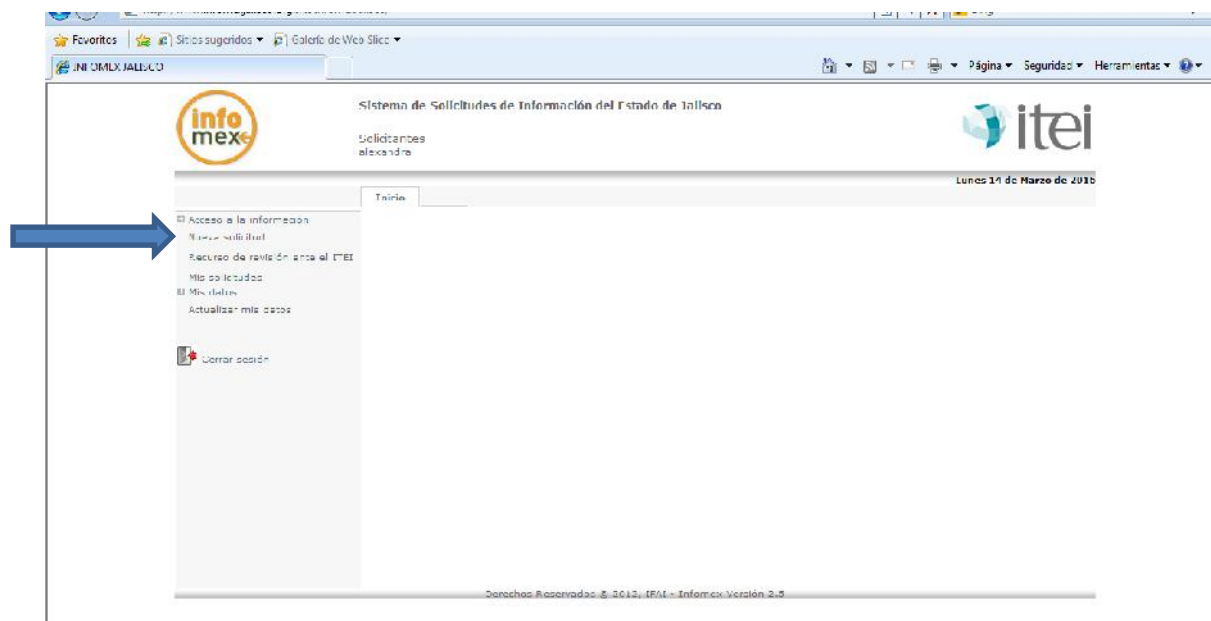 Favoritos Sitios sugeridos Galería de Web Slice
INFOMEX JALISCO Página Seguridad Herramientas
info
mex
Sistema de Solicitudes de Información del Estado de Jalisco
Solicitantes
alexandra
itei
Lunes 14 de Marzo de 2016
Inicio
Acceso a la información
Nueva solicitud
Recurso de revisión ante el ITEI
Mis solicitudes
Mis datos
Actualizar mis datos
Cerrar sesión
Derechos Reservados @ 2012, IFAI - Infomex Versión 2.5